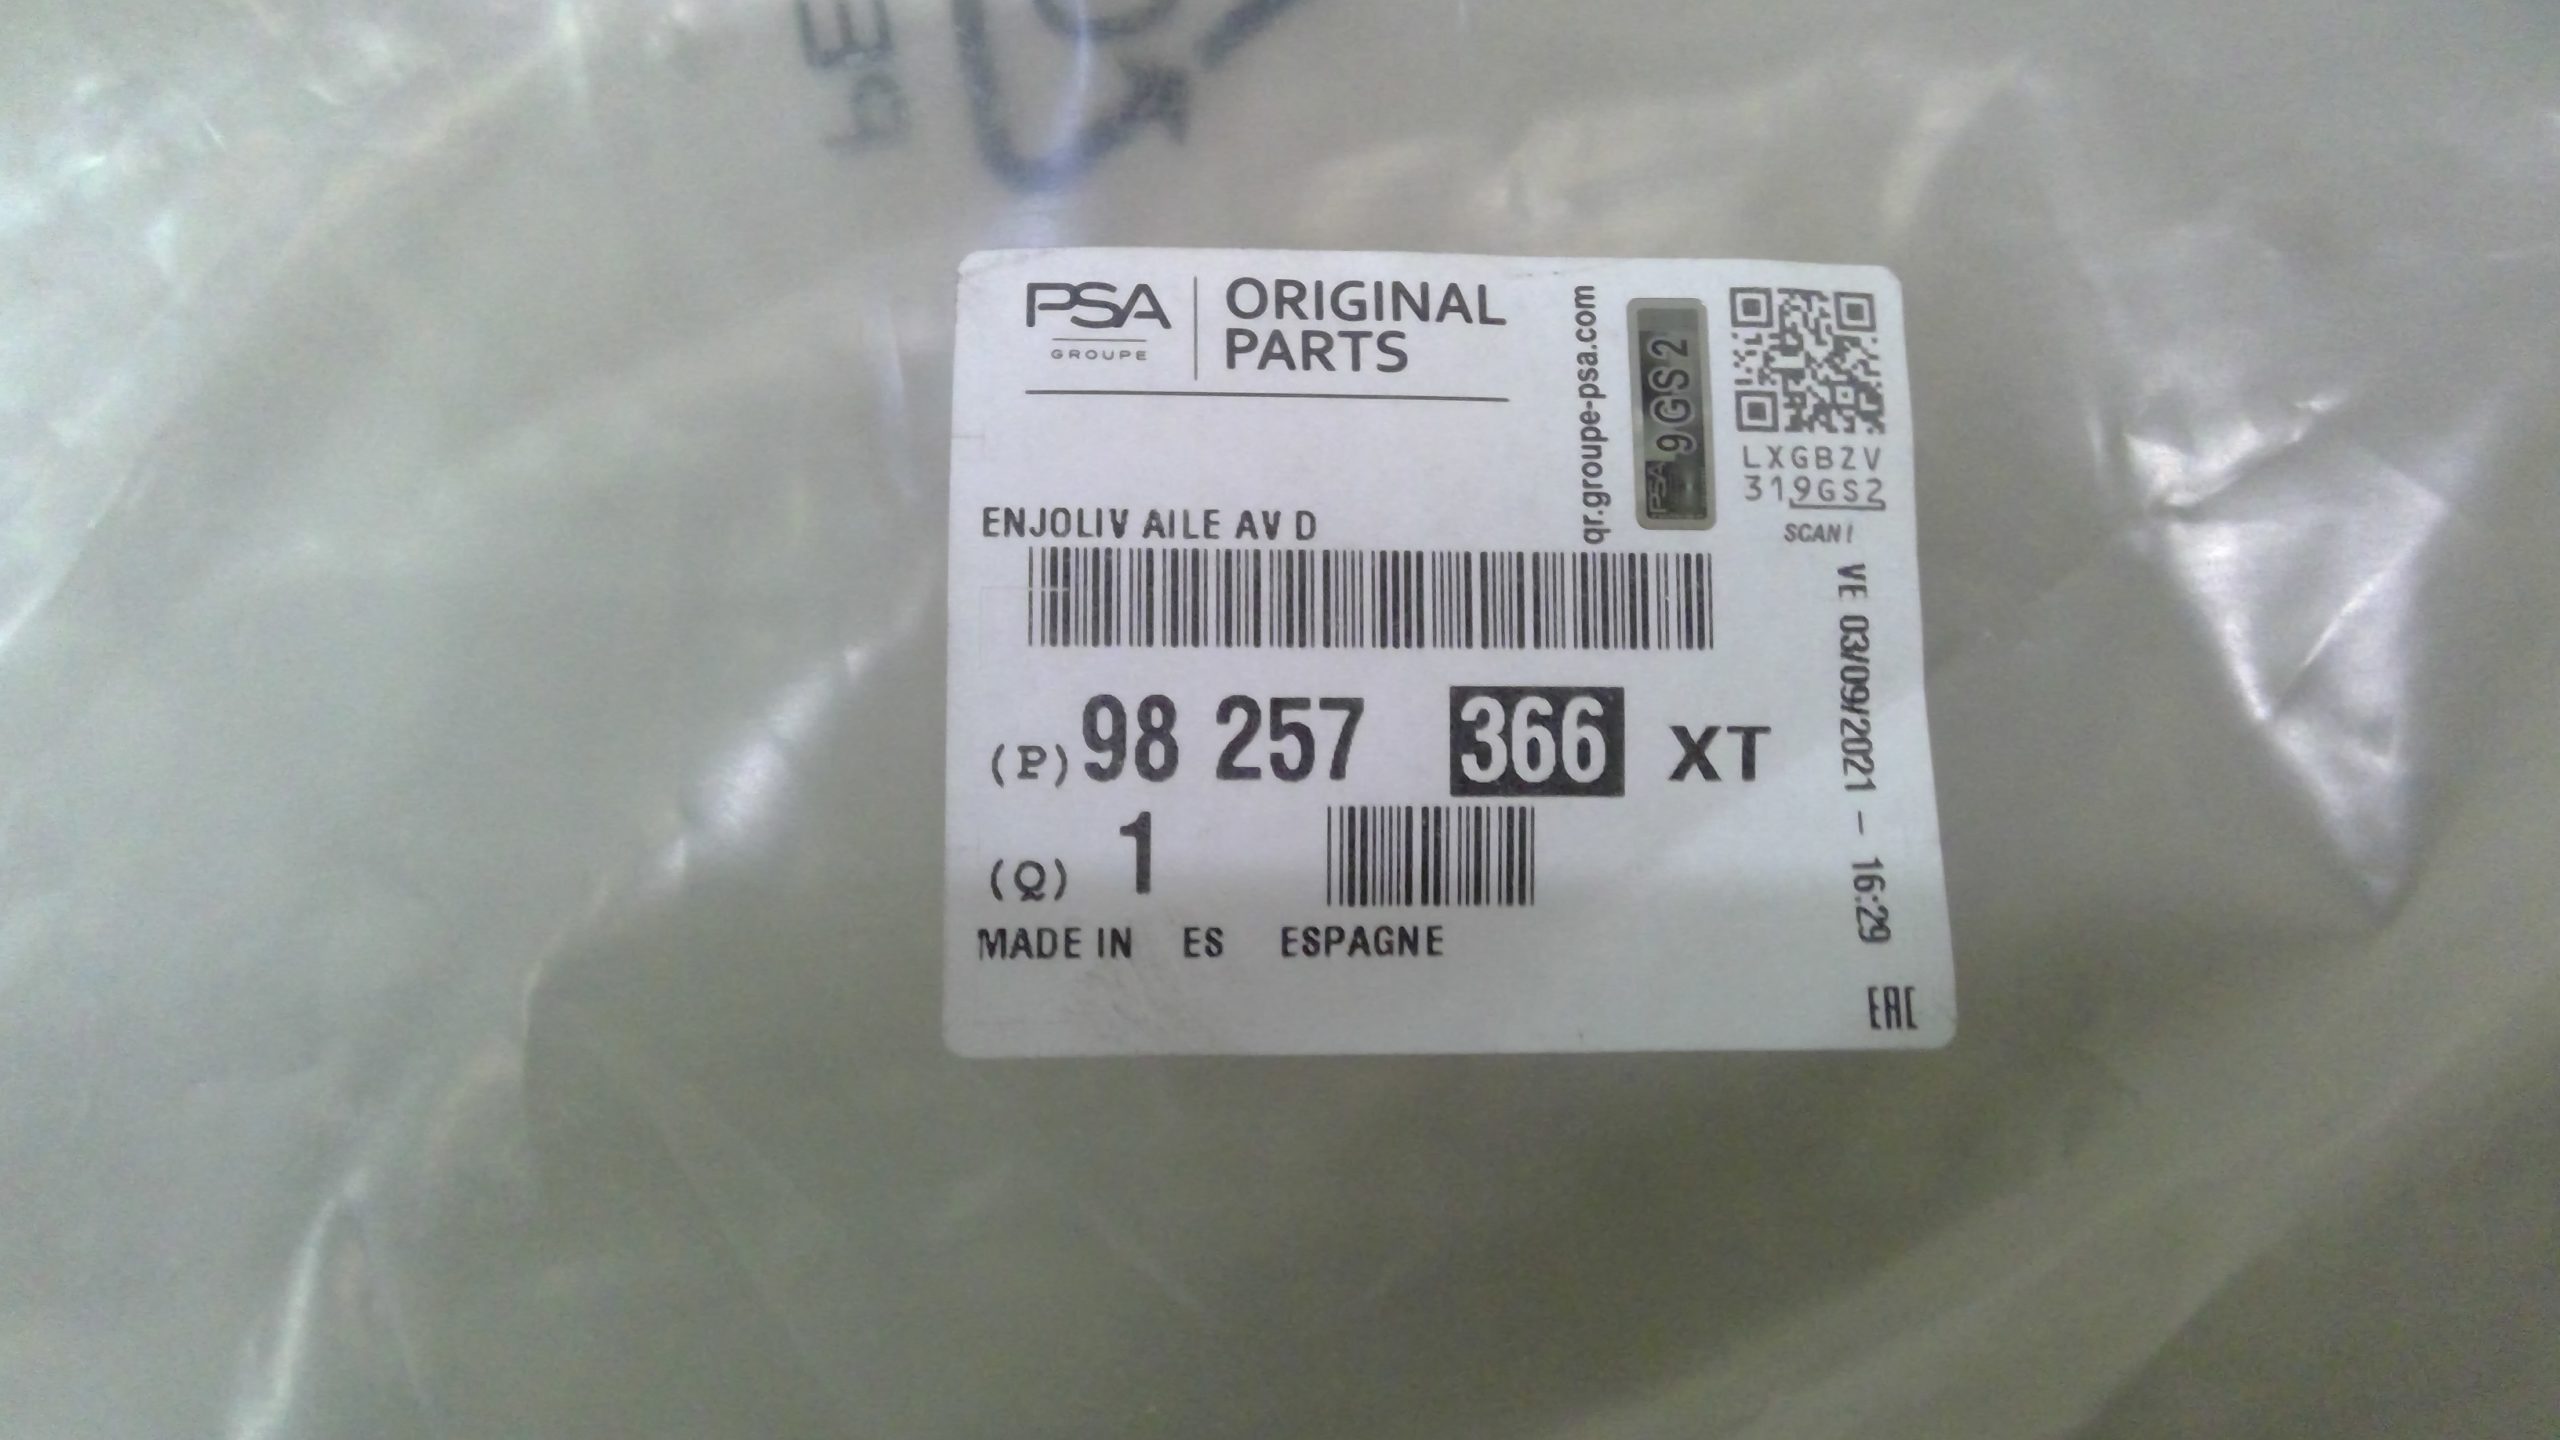 PSA
GROUPE
ORIGINAL
PARTS
qr.groupe-psa.com
PSA 9GS2
LXGBZV
319GS2
SCAN !
ENJOLIV AILE AV D
(P) 98 257 366 XT
(Q) 1
MADE IN ES ESPAGNE
VE 03/09/2021 - 16:29
EAC